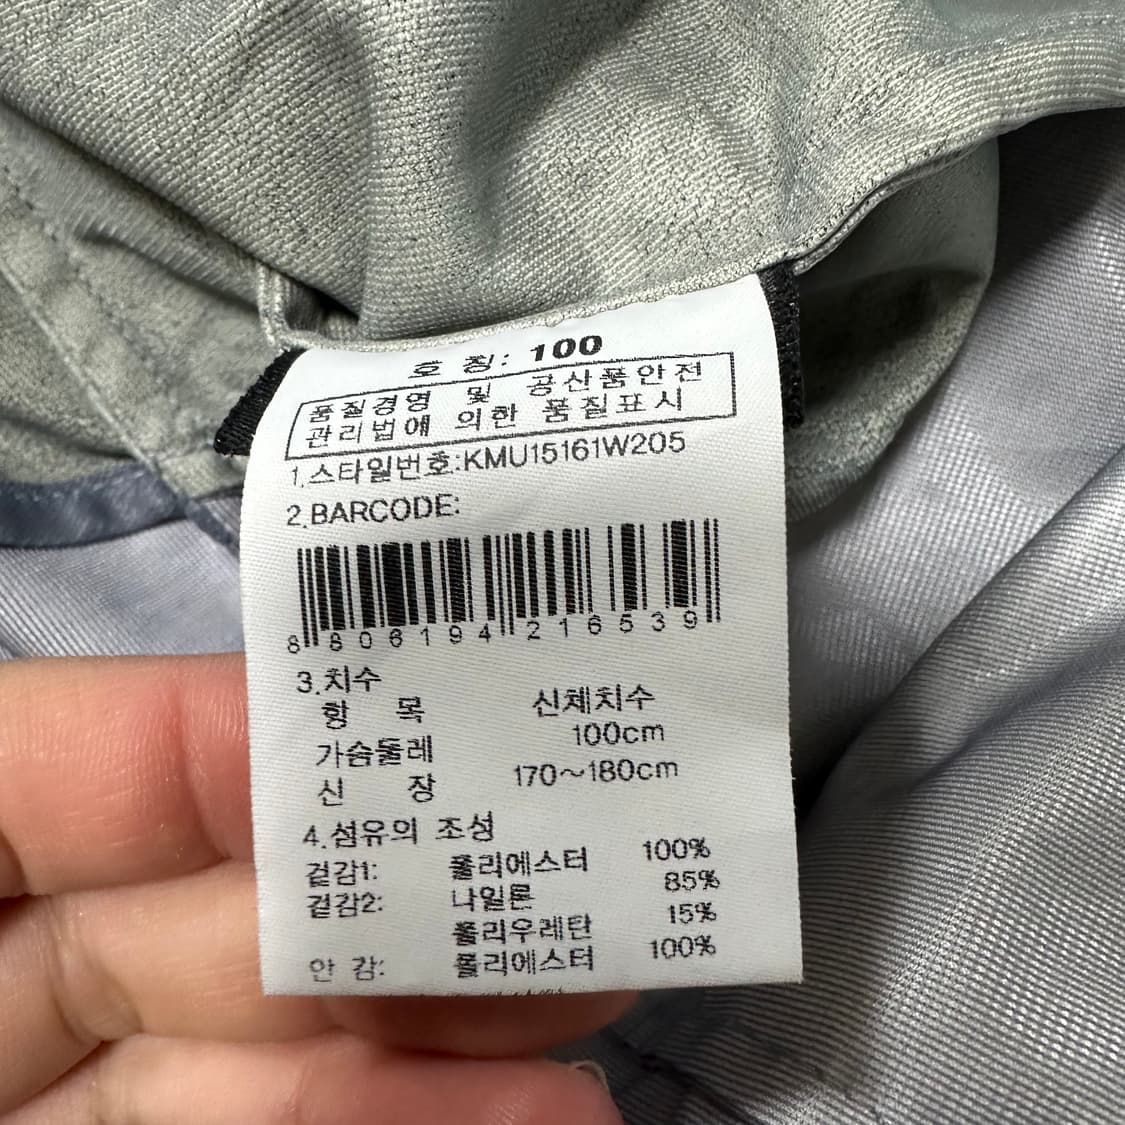 호 칭: 100
품질경영 및 공산품안전
관리법에 의한 품질표시
1.스타일번호:KMU15161W205
2.BARCODE:
8 806194 216539
3.치수
항 목 신체치수
가슴둘레 100cm
신 장 170~180cm
4.섬유의 조성
겉감1: 폴리에스터 100%
겉감2: 나일론 85%
폴리우레탄 15%
안 감: 폴리에스터 100%